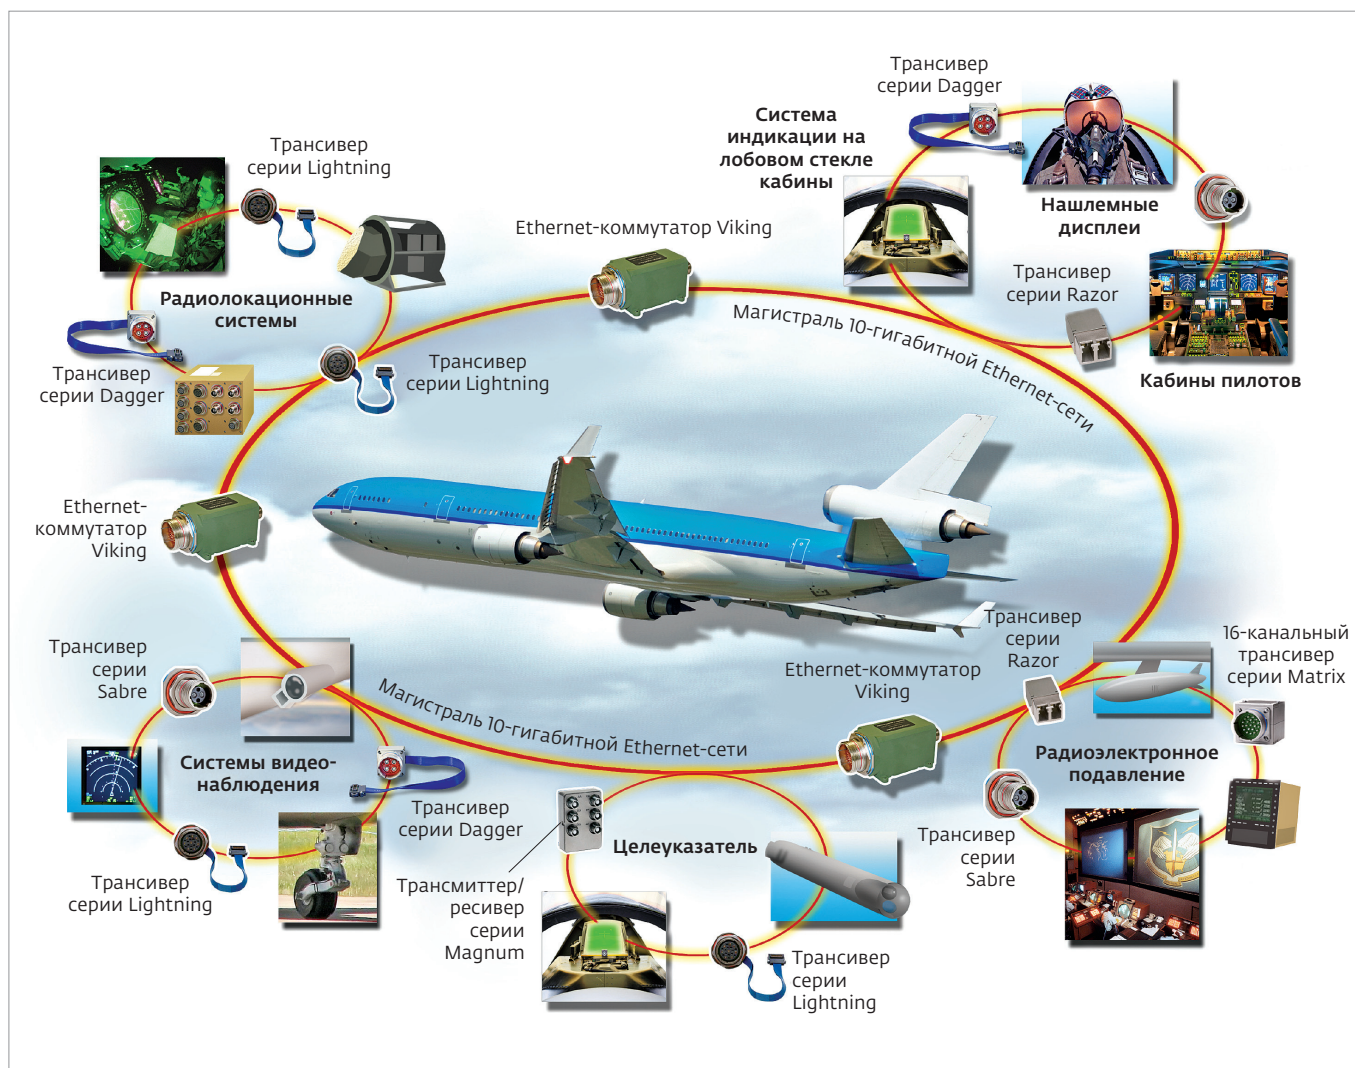 Трансивер
серии Dagger
Система
индикации на
лобовом стекле
кабины
Трансивер
серии Lightning
Нашлемные
дисплеи
Ethernet-коммутатор Viking
Трансивер
серии Razor
Радиолокационные
системы
Магистраль 10-гигабитной Ethernet-сети
Трансивер
серии Lightning
Трансивер
серии Dagger
Кабины пилотов
Ethernet-
коммутатор
Viking
Трансивер
серии
Razor
16-канальный
трансивер
серии Matrix
Трансивер
серии
Sabre
Ethernet-коммутатор
Viking
Магистраль 10-гигабитной Ethernet-сети
Системы видео-
наблюдения
Радиоэлектронное
подавление
Трансивер
серии Dagger
Целеуказатель
Трансивер
серии
Sabre
Трансивер
серии Lightning
Трансмиттер/
ресивер
серии
Magnum
Трансивер
серии
Lightning